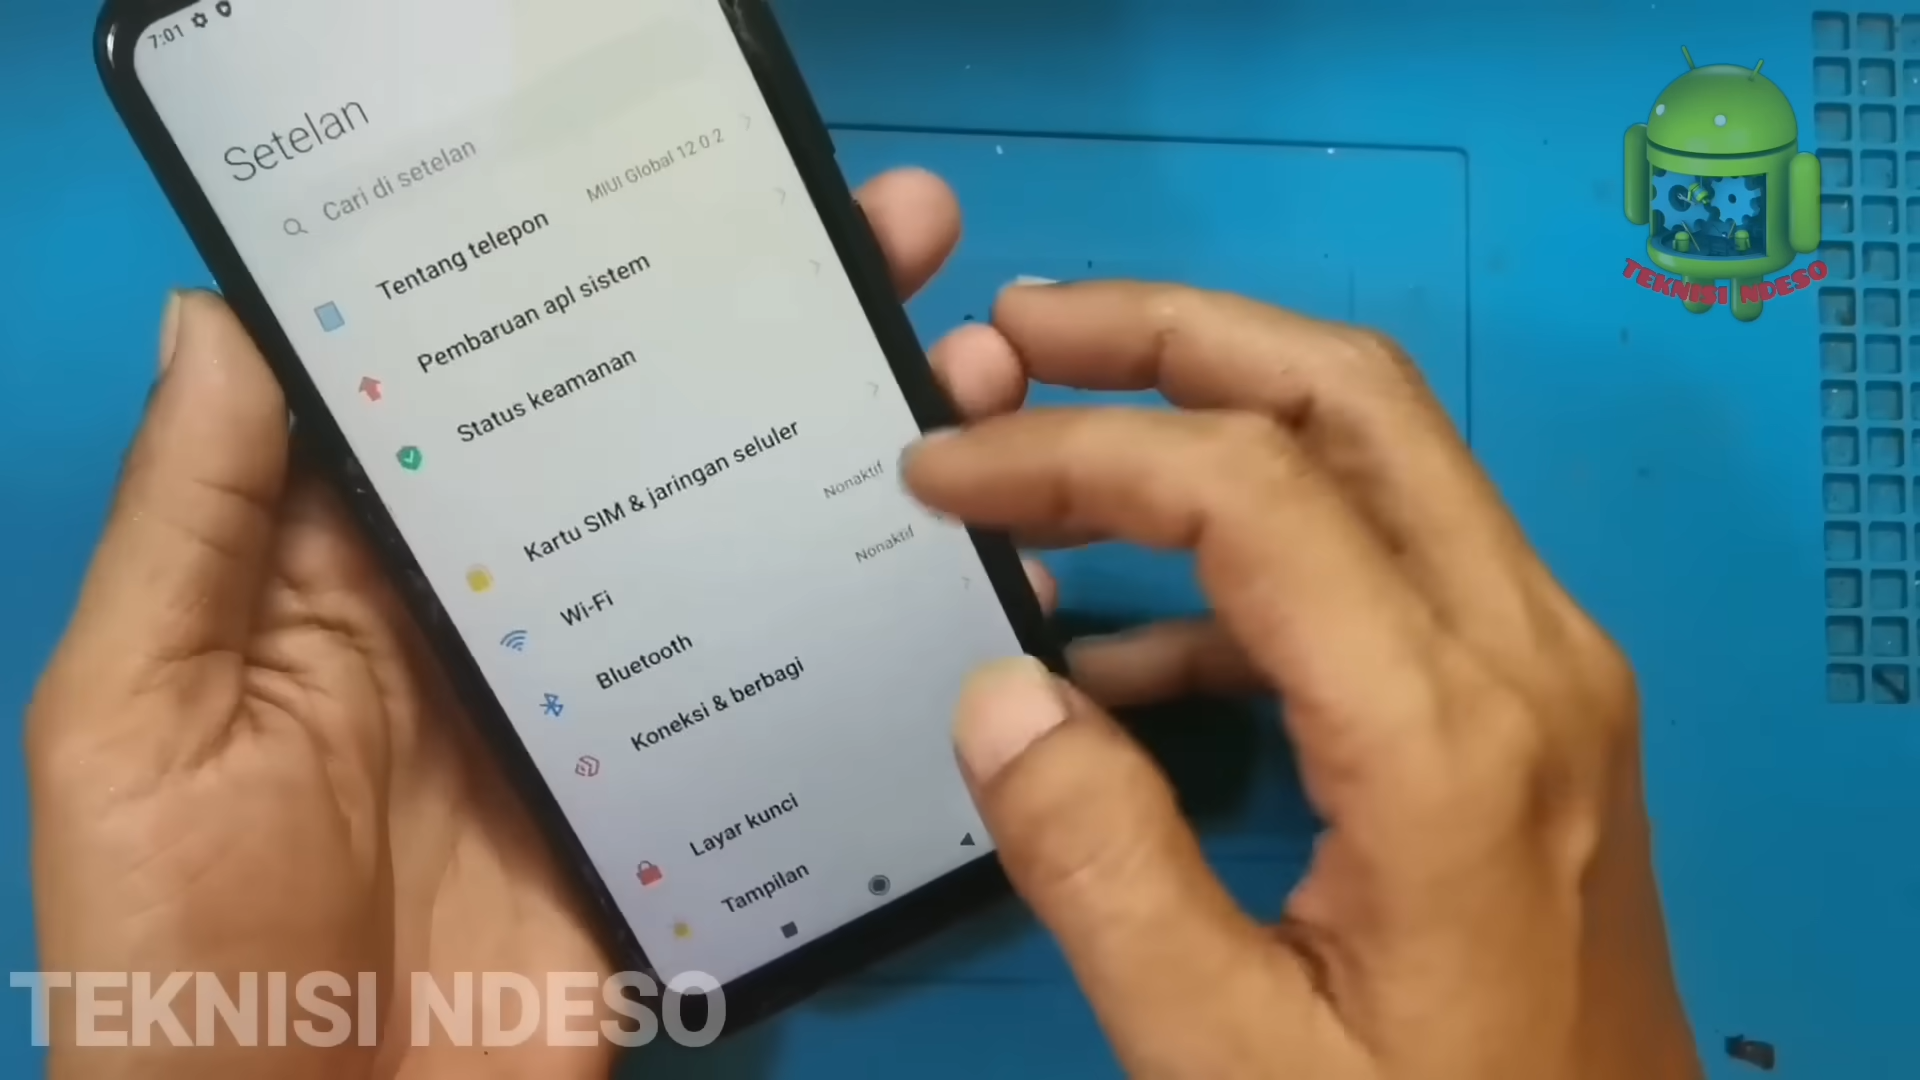 7:01
Setelan
Cari di setelan
Tentang telepon MIUI Global 12.0.2
Pembaruan apl sistem
Status keamanan
Kartu SIM & jaringan seluler
Wi-Fi Nonaktif
Bluetooth Nonaktif
Koneksi & berbagi
Layar kunci
Tampilan
TEKNISI NDESO
TEKNISI NDESO